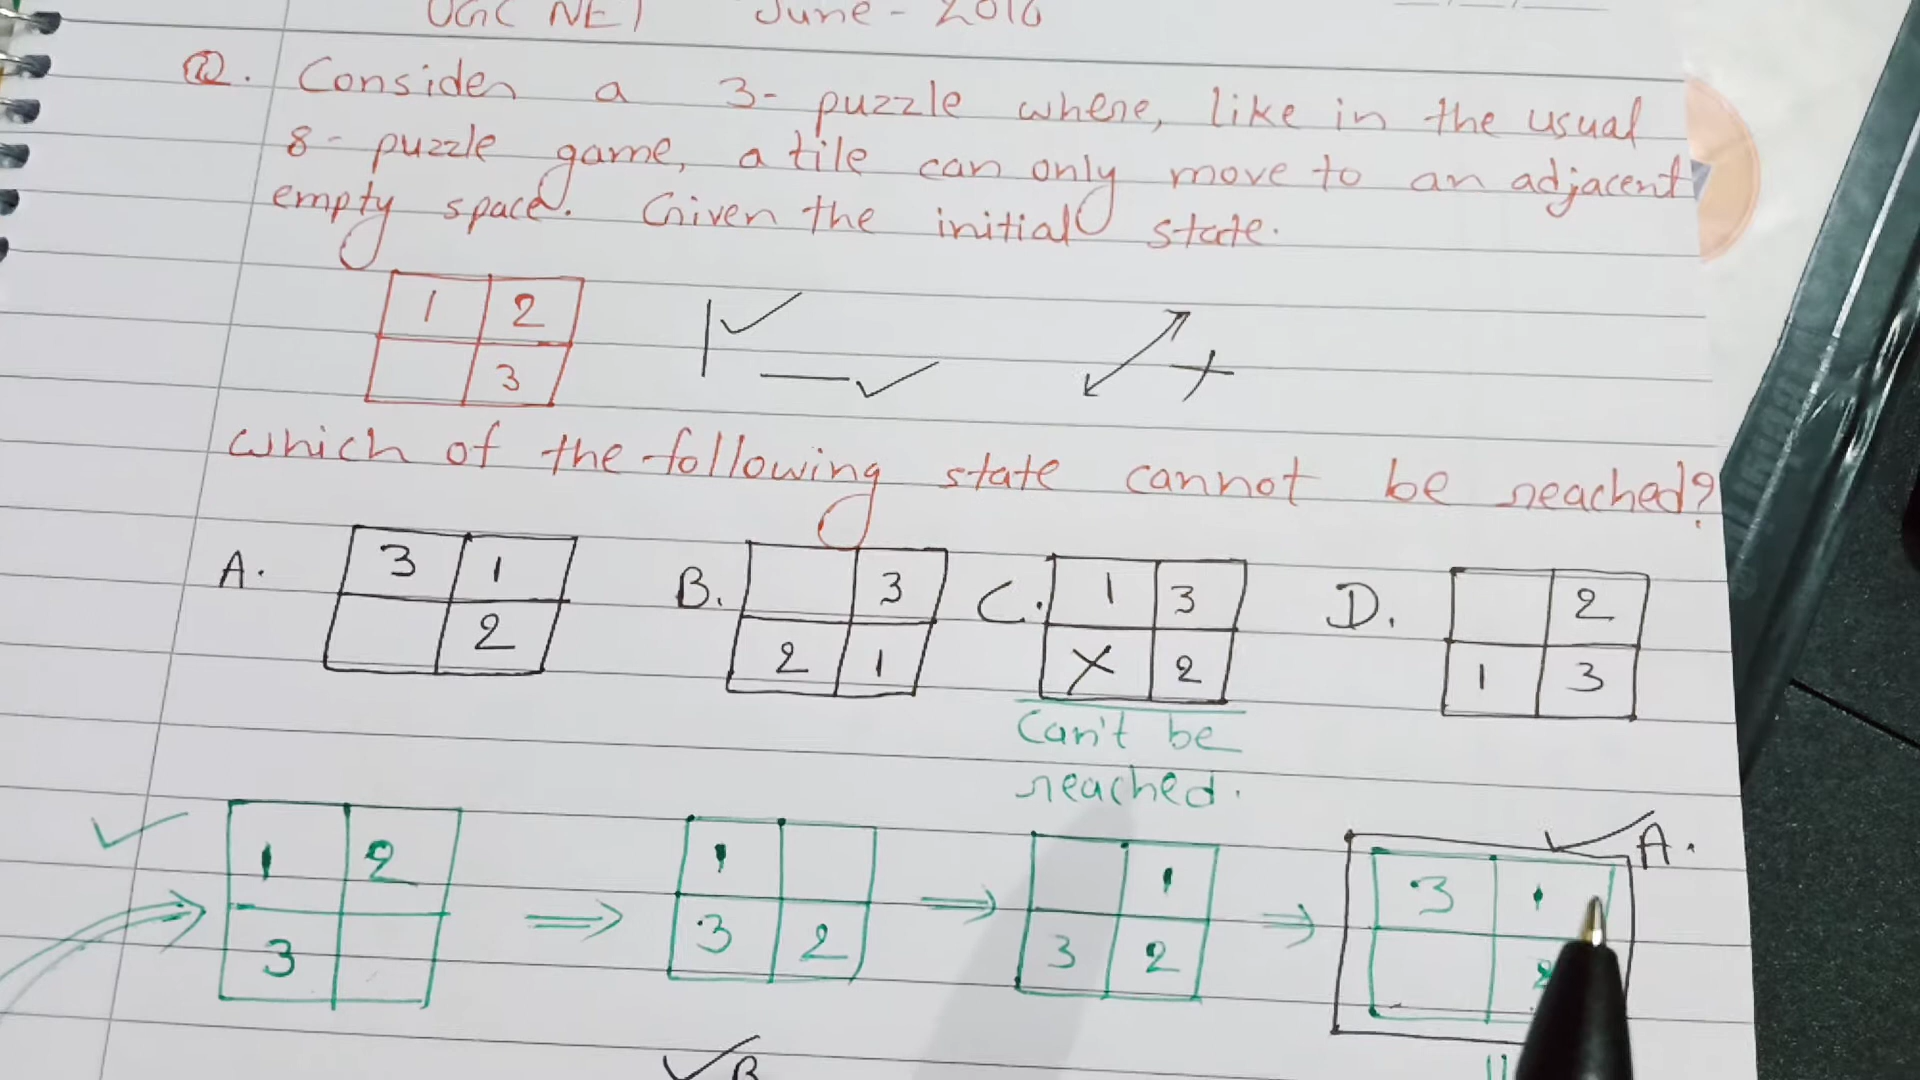 UGC NET June - 2016
Q. Consider a 3- puzzle where, like in the usual
8 - puzzle game, a tile can only move to an adjacent
empty space. Given the initial state.
1 2
3
which of the following state cannot be reached?
A. 3 1 B. 3 C. 1 3 D. 2
2 2 1 X 2 1 3
Can't be
reached.
1 2 1 1 3 1 A.
3 3 2 3 2 2
B